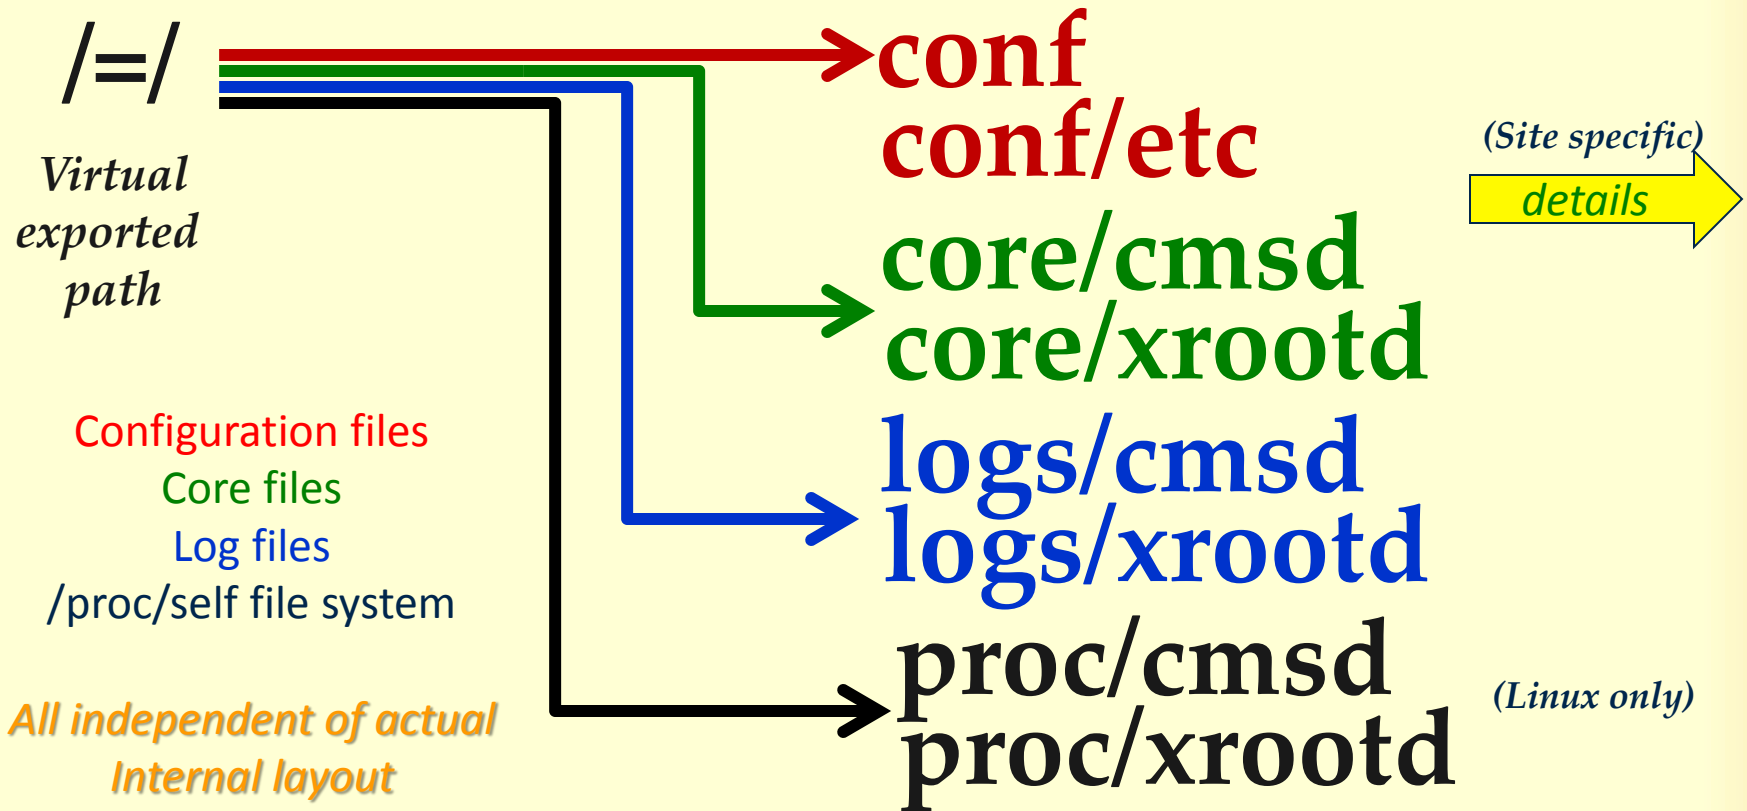 /=/
Virtual
exported
path
conf
conf/etc
(Site specific)
details
core/cmsd
core/xrootd
logs/cmsd
logs/xrootd
proc/cmsd
proc/xrootd
(Linux only)
Configuration files
Core files
Log files
/proc/self file system
All independent of actual
Internal layout